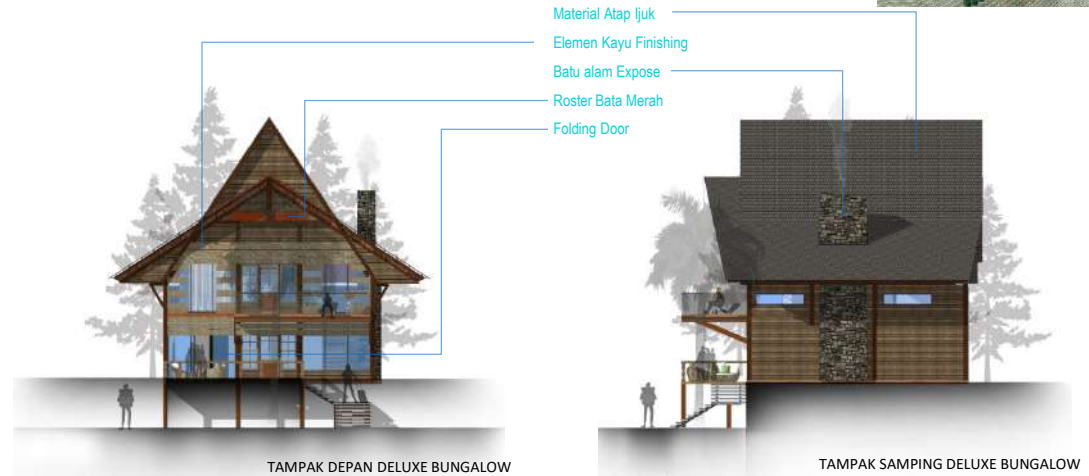 Material Atap Ijuk
Elemen Kayu Finishing
Batu alam Expose
Roster Bata Merah
Folding Door
TAMPAK DEPAN DELUXE BUNGALOW
TAMPAK SAMPING DELUXE BUNGALOW